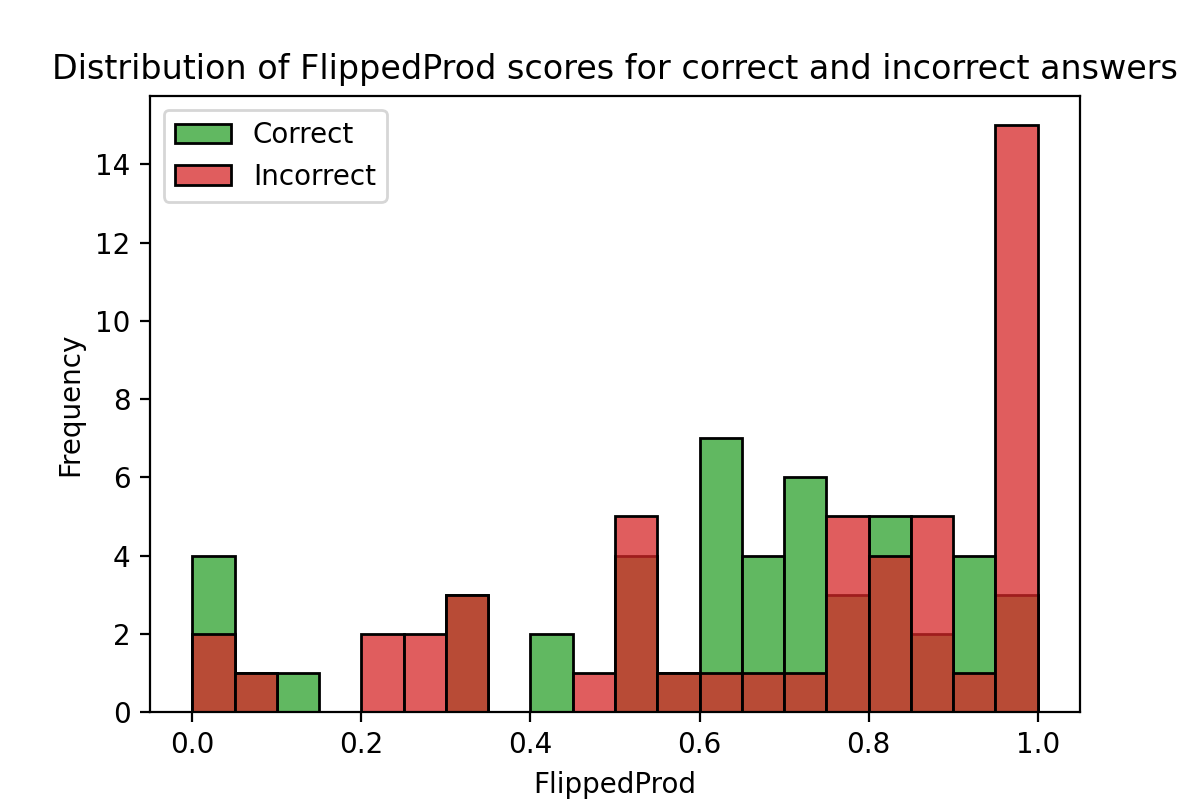 Distribution of FlippedProd scores for correct and incorrect answers
Correct
Incorrect
Frequency
14
12
10
8
6
4
2
0
0.0 0.2 0.4 0.6 0.8 1.0
FlippedProd